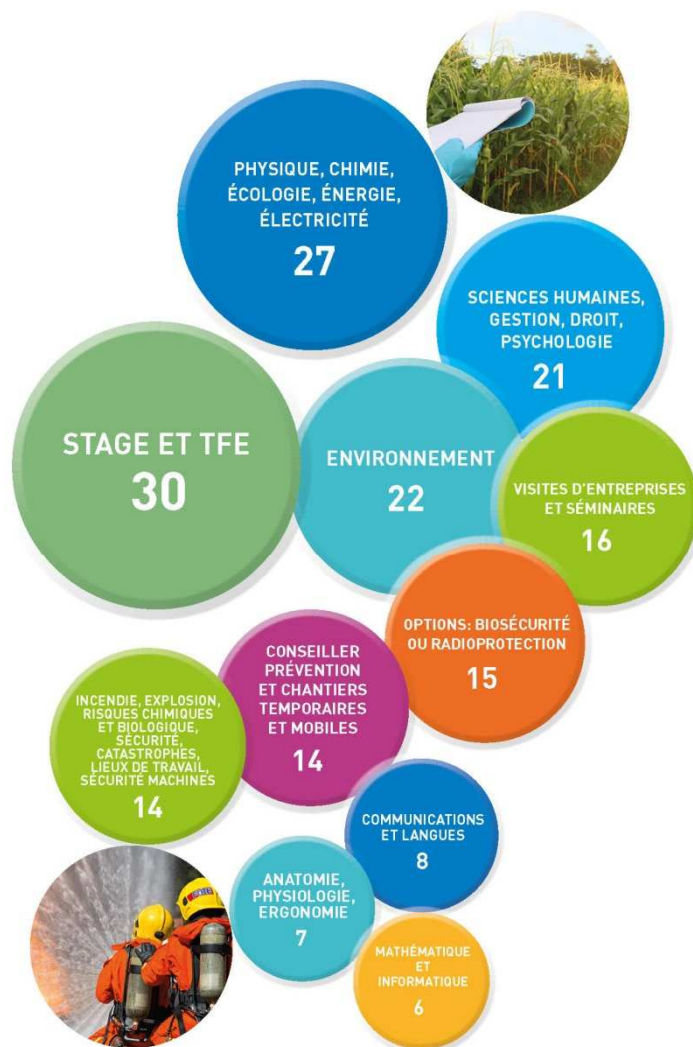 PHYSIQUE, CHIMIE,
ÉCOLOGIE, ÉNERGIE,
ÉLECTRICITÉ
27
SCIENCES HUMAINES,
GESTION, DROIT,
PSYCHOLOGIE
21
STAGE ET TFE
30
ENVIRONNEMENT
22
VISITES D'ENTREPRISES
ET SÉMINAIRES
16
OPTIONS: BIOSÉCURITÉ
OU RADIOPROTECTION
15
CONSEILLER
PRÉVENTION
ET CHANTIERS
TEMPORAIRES
ET MOBILES
14
INCENDIE, EXPLOSION,
RISQUES CHIMIQUES
ET BIOLOGIQUE,
SÉCURITÉ,
CATASTROPHES,
LIEUX DE TRAVAIL,
SÉCURITÉ MACHINES
14
COMMUNICATIONS
ET LANGUES
8
ANATOMIE,
PHYSIOLOGIE,
ERGONOMIE
7
MATHÉMATIQUE
ET
INFORMATIQUE
6